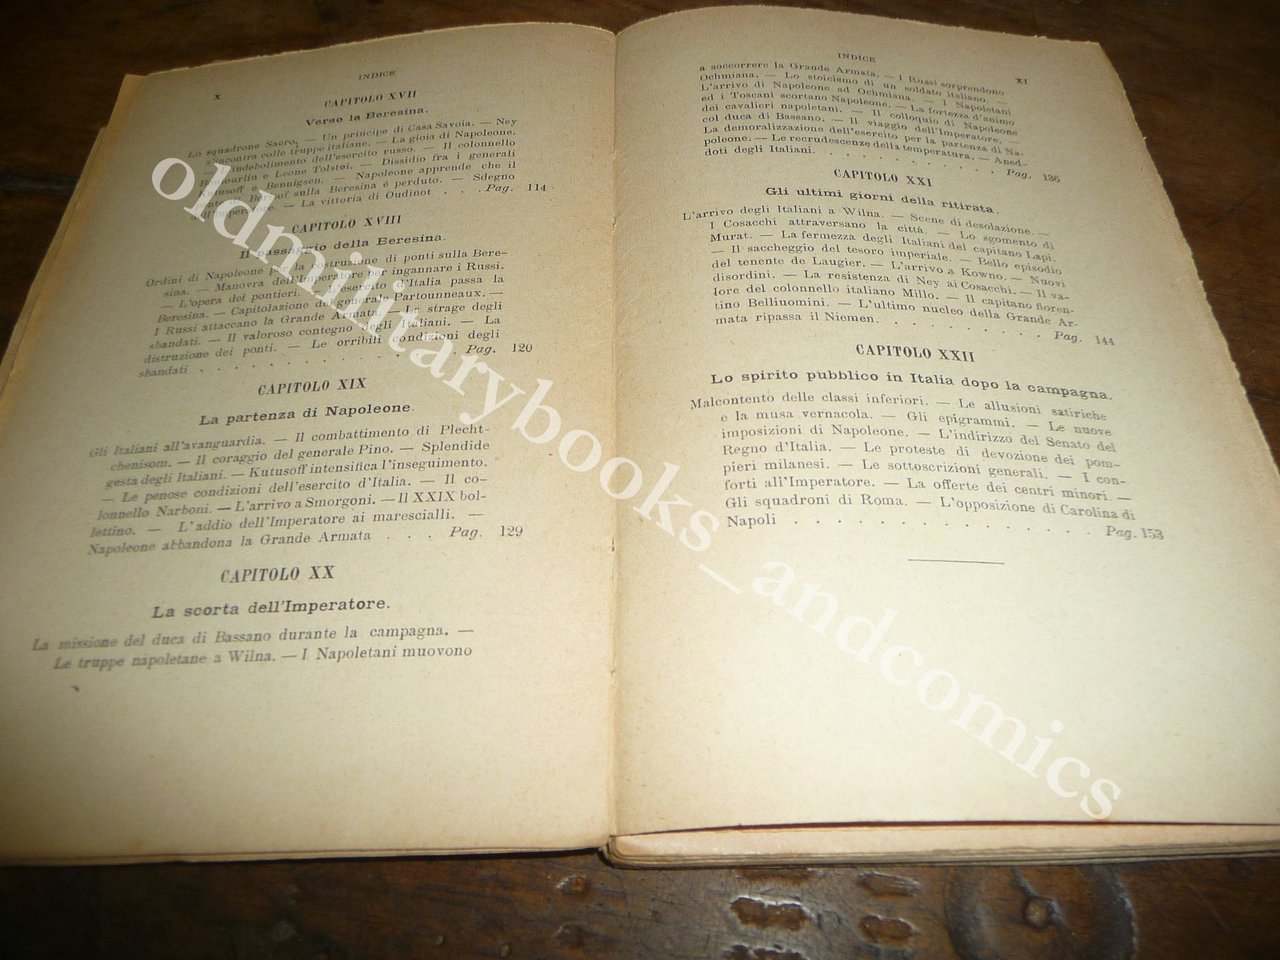 X
INDICE
CAPITOLO XVII
Verso la Beresina.
Lo squadrone Sacro. — Un principe di Casa Savoia. — Ney
s'incontra colle truppe italiane. — La gioia di Napoleone.
indebolimento dell'esercito russo. — Il colonnello
Boutourlin e Leone Tolstoi. — Dissidio fra i generali
Kutusoff e Bennigsen. — Napoleone apprende che il
ponte di Borisof sulla Beresina è perduto. — Sdegno
dell'Imperatore. — La vittoria di Oudinot . . . Pag. 114
CAPITOLO XVIII
Il passaggio della Beresina.
Ordini di Napoleone per la costruzione di ponti sulla Bere-
sina. — Manovra dell'Imperatore per ingannare i Russi.
— L'opera dei pontieri. — L'esercito d'Italia passa la
Beresina. — Capitolazione del generale Partounneaux. —
I Russi attaccano la Grande Armata. — La strage degli
sbandati. — Il valoroso contegno degli Italiani. — La
distruzione dei ponti. — Le orribili condizioni degli
sbandati . . . . . . . . . . . Pag. 120
CAPITOLO XIX
La partenza di Napoleone.
Gli Italiani all'avanguardia. — Il combattimento di Plecht-
chenisom. — Il coraggio del generale Pino. — Splendide
gesta degli Italiani. — Kutusoff intensifica l'inseguimento.
— Le penose condizioni dell'esercito d'Italia. — Il co-
lonnello Narboni. — L'arrivo a Smorgoni. — Il XXIX bol-
lettino. — L'addio dell'Imperatore ai marescialli. —
Napoleone abbandona la Grande Armata . . . Pag. 129
CAPITOLO XX
La scorta dell'Imperatore.
La missione del duca di Bassano durante la campagna. —
Le truppe napoletane a Wilna. — I Napoletani muovono
INDICE
XI
a soccorrere la Grande Armata. — I Russi sorprendono
Ochmiana. — Lo stoicismo di un soldato italiano. —
L'arrivo di Napoleone ad Ochmiana. — I Napoletani
ed i Toscani scortano Napoleone. — La fortezza d'animo
dei cavalieri napoletani. — Il colloquio di Napoleone
col duca di Bassano. — Il viaggio dell'Imperatore. —
La demoralizzazione dell'esercito per la partenza di Na-
poleone. — Le recrudescenze della temperatura. — Aned-
doti degli Italiani. . . . . . . . . . . Pag. 136
CAPITOLO XXI
Gli ultimi giorni della ritirata.
L'arrivo degli Italiani a Wilna. — Scene di desolazione. —
I Cosacchi attraversano la città. — Lo sgomento di
Murat. — La fermezza degli Italiani del capitano Lapi.
— Il saccheggio del tesoro imperiale. — Bello episodio
del tenente de Laugier. — L'arrivo a Kowno. — Nuovi
disordini. — La resistenza di Ney ai Cosacchi. — Il va-
lore del colonnello italiano Millo. — Il capitano fioren-
tino Belliuomini. — L'ultimo nucleo della Grande Ar-
mata ripassa il Niemen. . . . . . . . . . Pag. 144
CAPITOLO XXII
Lo spirito pubblico in Italia dopo la campagna.
Malcontento delle classi inferiori. — Le allusioni satiriche
e la musa vernacola. — Gli epigrammi. — Le nuove
imposizioni di Napoleone. — L'indirizzo del Senato del
Regno d'Italia. — Le proteste di devozione dei pom-
pieri milanesi. — Le sottoscrizioni generali. — I con-
forti all'Imperatore. — La offerte dei centri minori. —
Gli squadroni di Roma. — L'opposizione di Carolina di
Napoli . . . . . . . . . . . . . . . Pag. 153
oldmilitarybooks_andcomics